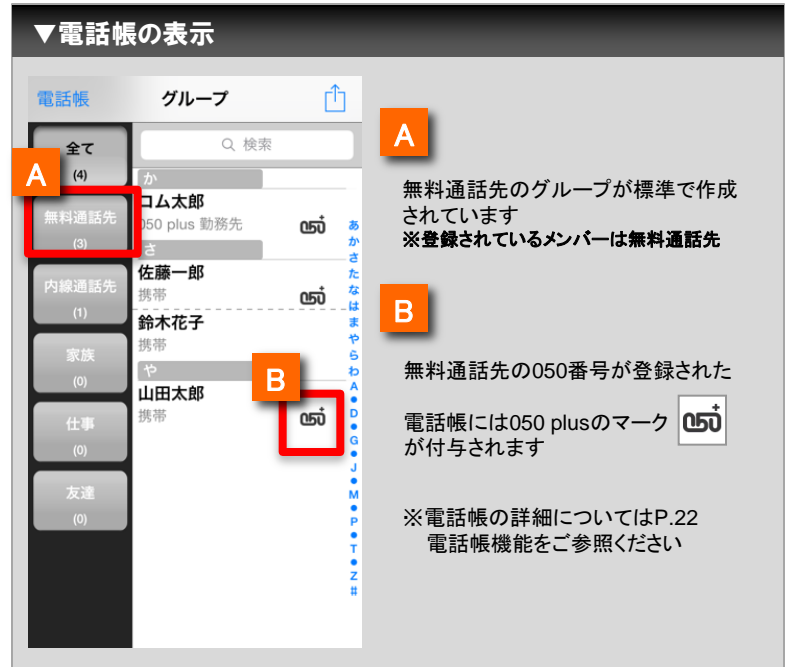 ▼電話帳の表示
電話帳
グループ
全て
(4)
A
無料通話先
(3)
内線通話先
(1)
家族
(0)
仕事
(0)
友達
(0)
検索
か
コム太郎
050 plus 勤務先
050+
さ
佐藤一郎
携帯
050+
鈴木花子
携帯
や
B
山田太郎
携帯
050+
あ
か
さ
た
な
は
ま
や
ら
わ
A
●
D
●
G
●
J
●
M
●
P
●
T
●
Z
#
A
無料通話先のグループが標準で作成
されています
※登録されているメンバーは無料通話先
B
無料通話先の050番号が登録された
電話帳には050 plusのマーク 050+
が付与されます
※電話帳の詳細についてはP.22
電話帳機能をご参照ください